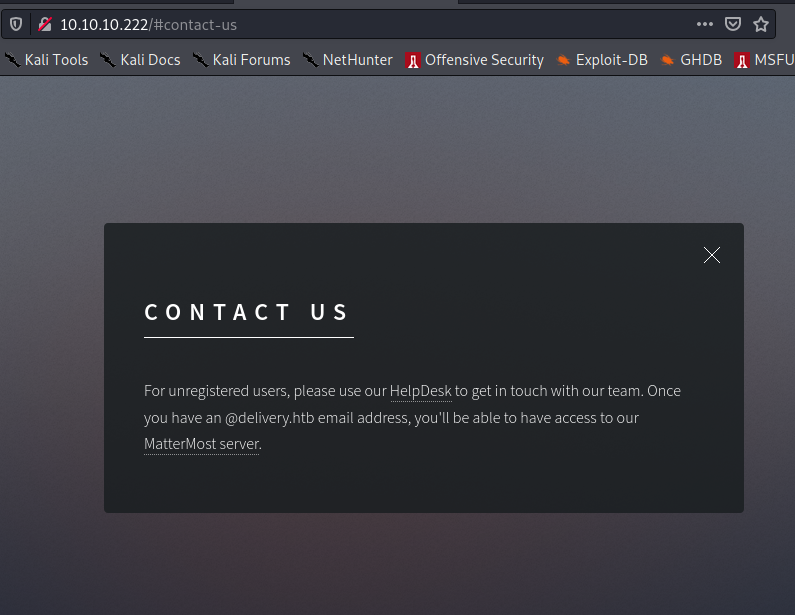 10.10.10.222/#contact-us
Kali Tools Kali Docs Kali Forums NetHunter Offensive Security Exploit-DB GHDB MSFU
CONTACT US
For unregistered users, please use our HelpDesk to get in touch with our team. Once
you have an @delivery.htb email address, you'll be able to have access to our
MatterMost server.